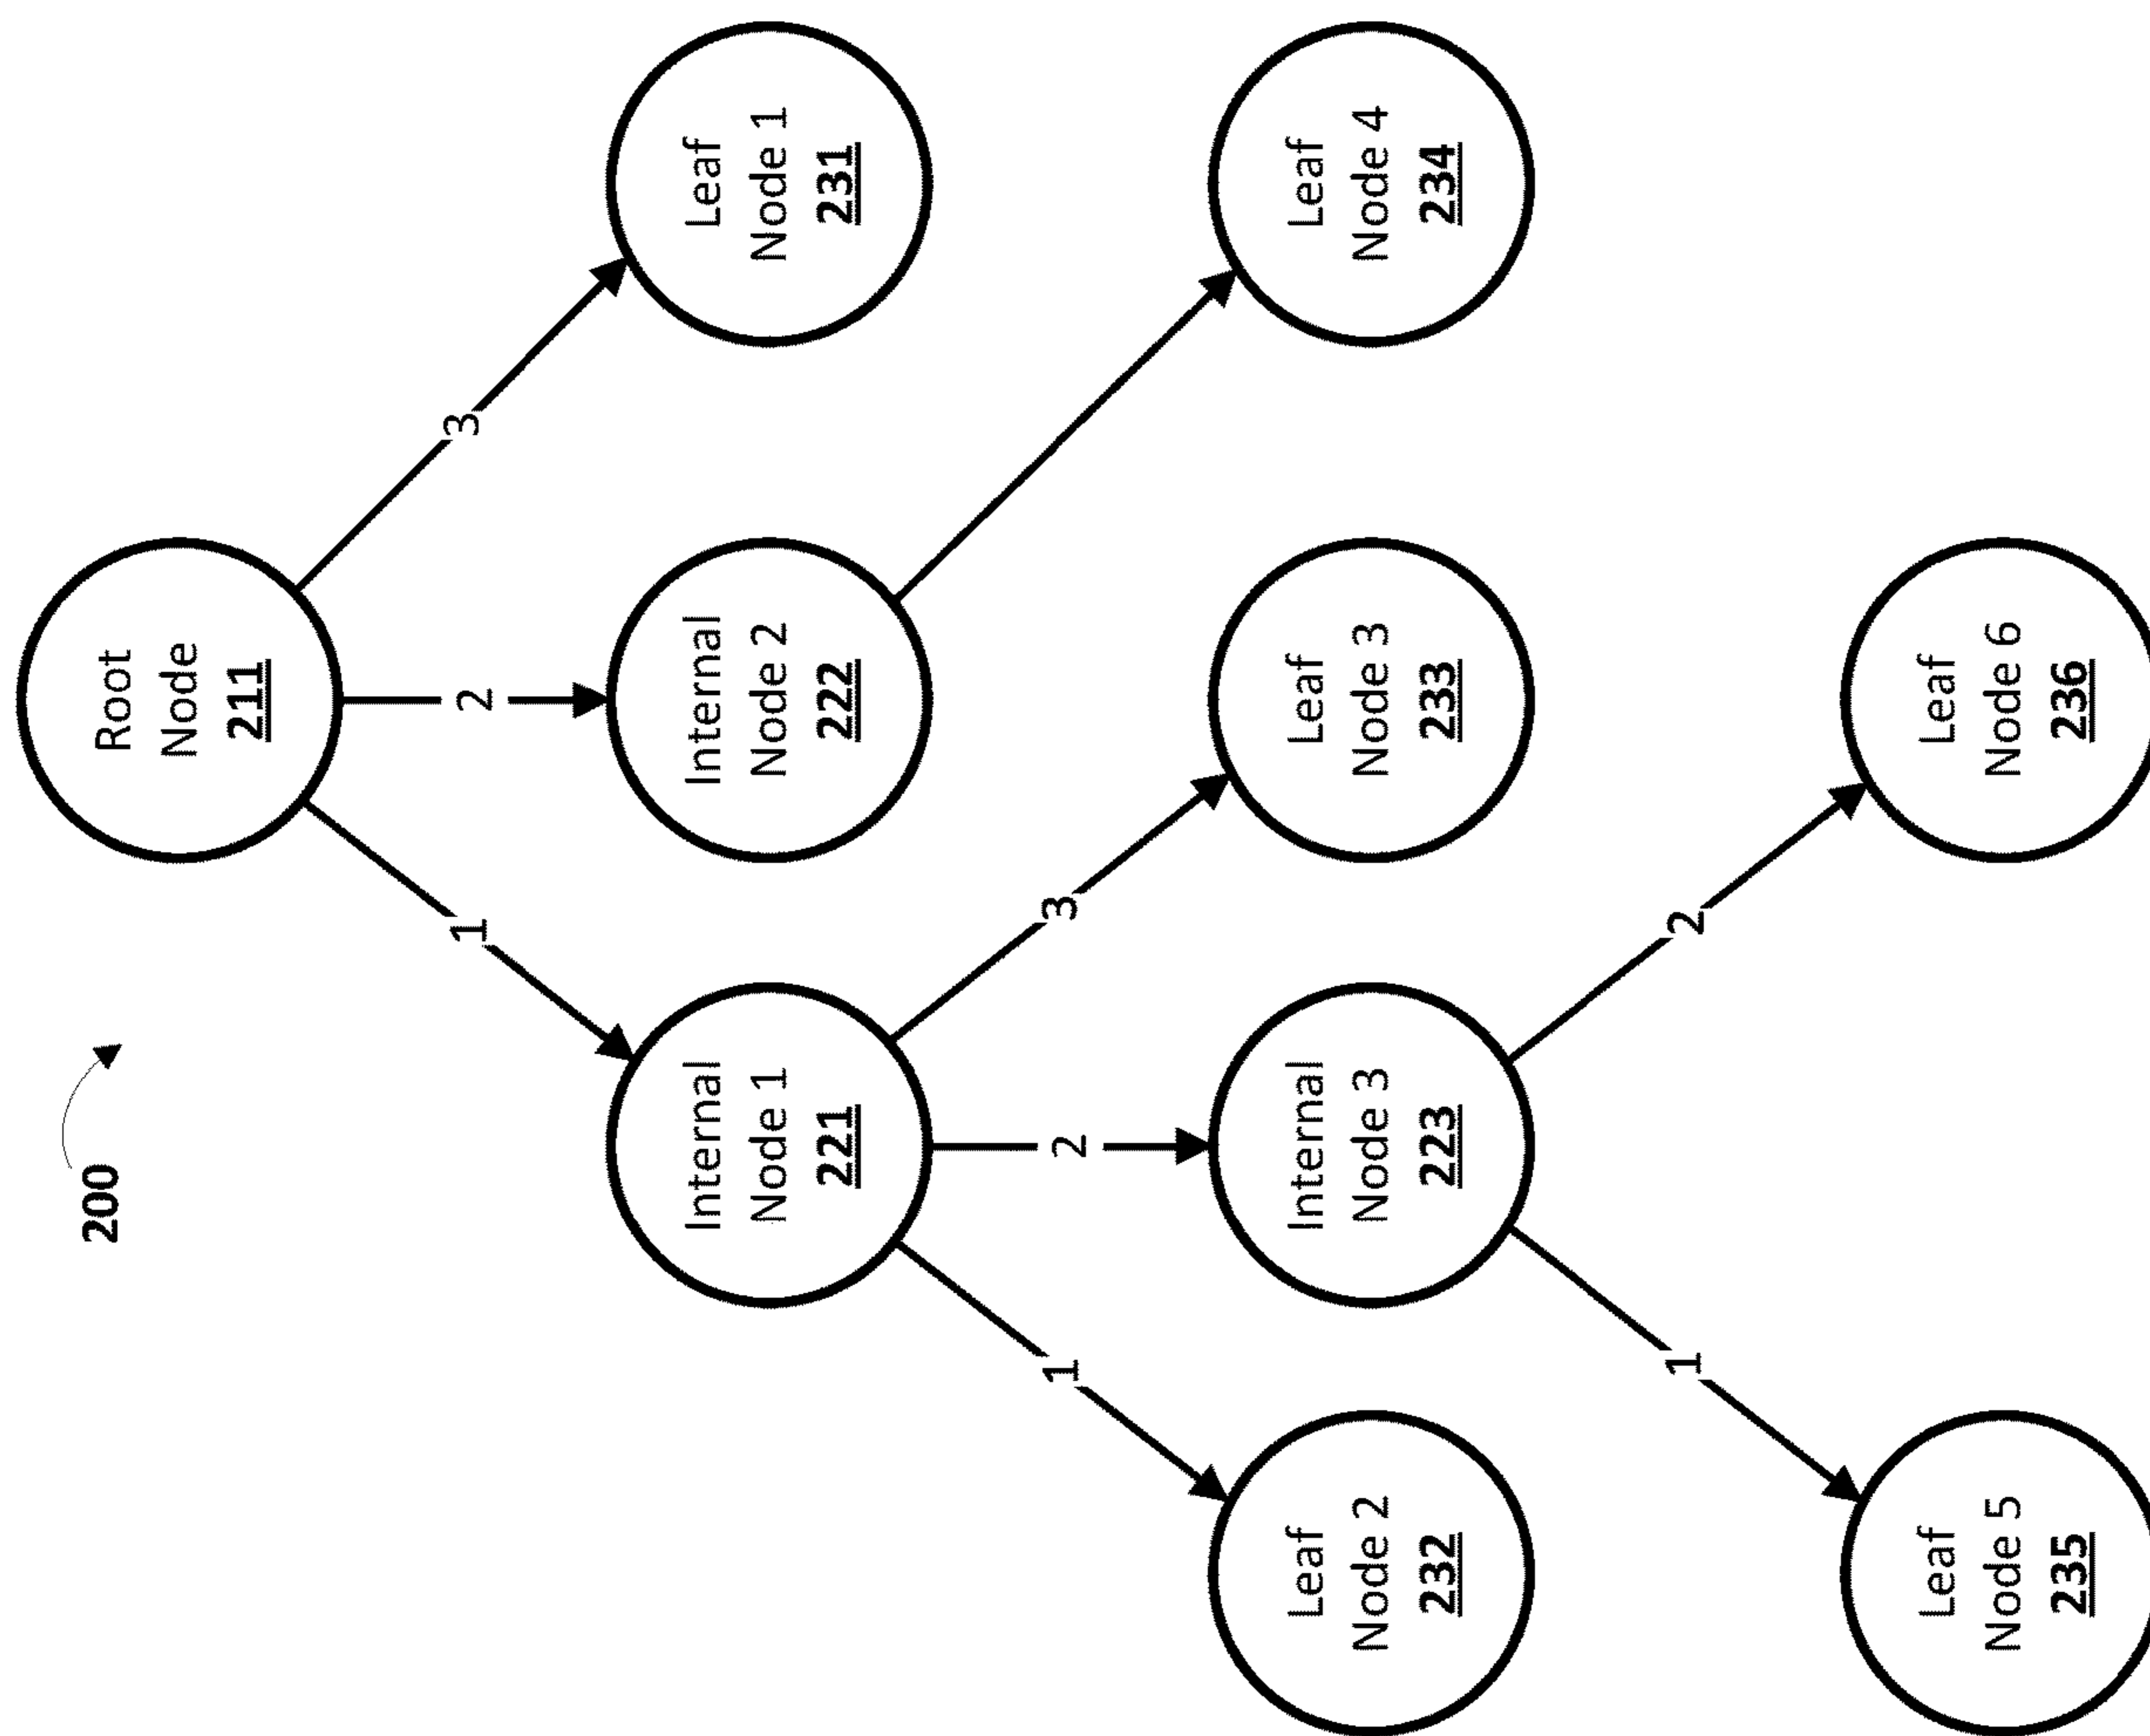 200
Root
Node
211
1
2
3
Internal
Node 1
221
Internal
Node 2
222
Leaf
Node 1
231
1
2
3
Leaf
Node 2
232
Internal
Node 3
223
Leaf
Node 3
233
Leaf
Node 4
234
1
2
Leaf
Node 5
235
Leaf
Node 6
236